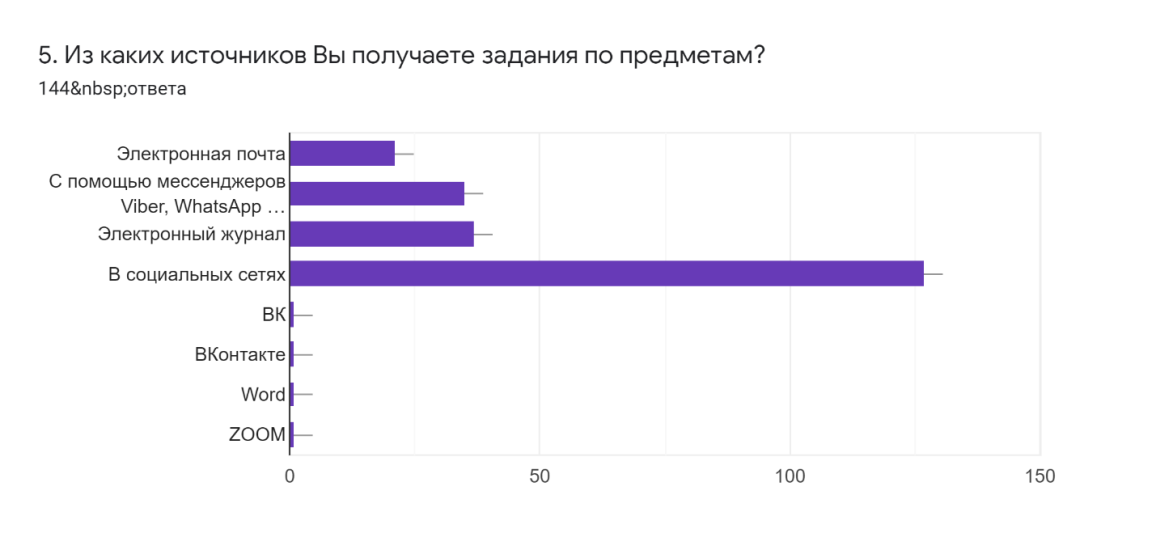 5. Из каких источников Вы получаете задания по предметам?
144&nbsp;ответа
Электронная почта
С помощью мессенджеров
Viber, WhatsApp …
Электронный журнал
В социальных сетях
ВК
ВКонтакте
Word
ZOOM
0 50 100 150